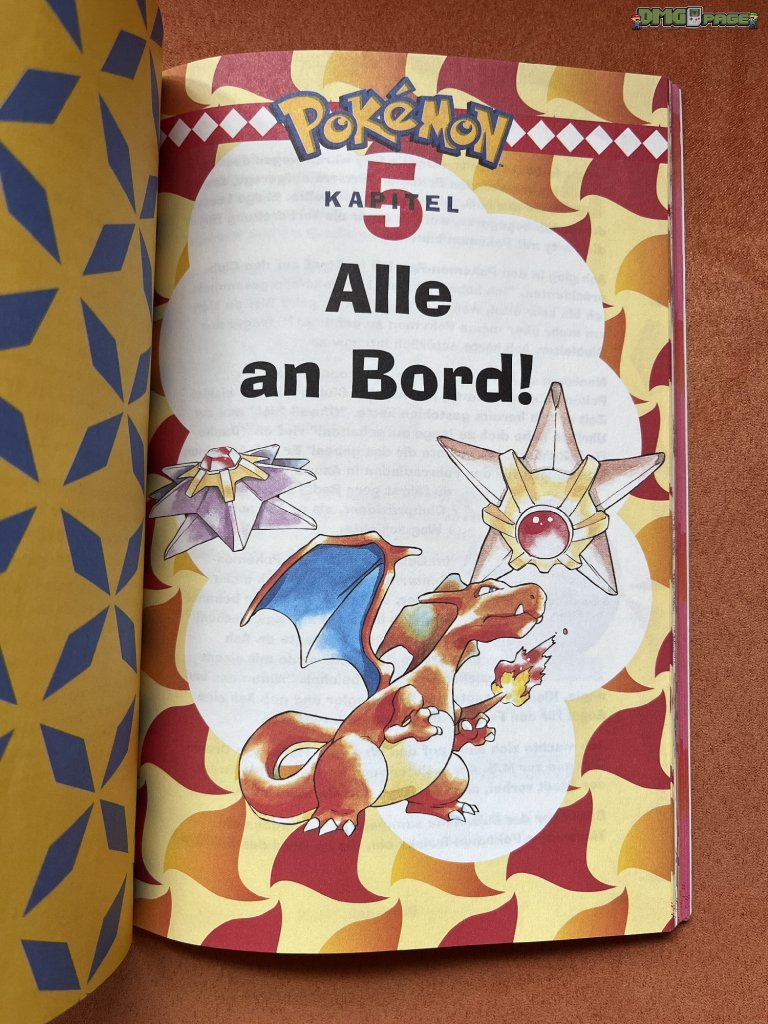 DMG PAGE
POKéMON
5
KAPITEL
Alle
an Bord!